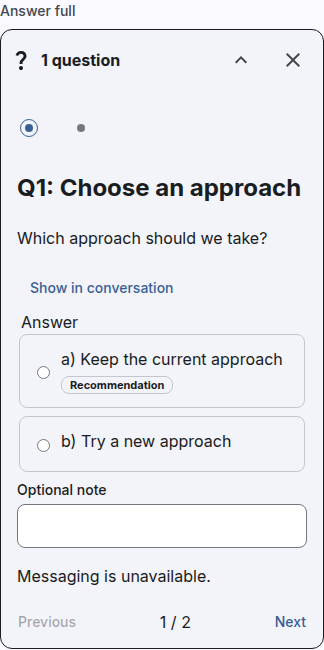 Answer full
? 1 question
Q1: Choose an approach
Which approach should we take?
Show in conversation
Answer
a) Keep the current approach
Recommendation
b) Try a new approach
Optional note
Messaging is unavailable.
Previous 1 / 2 Next